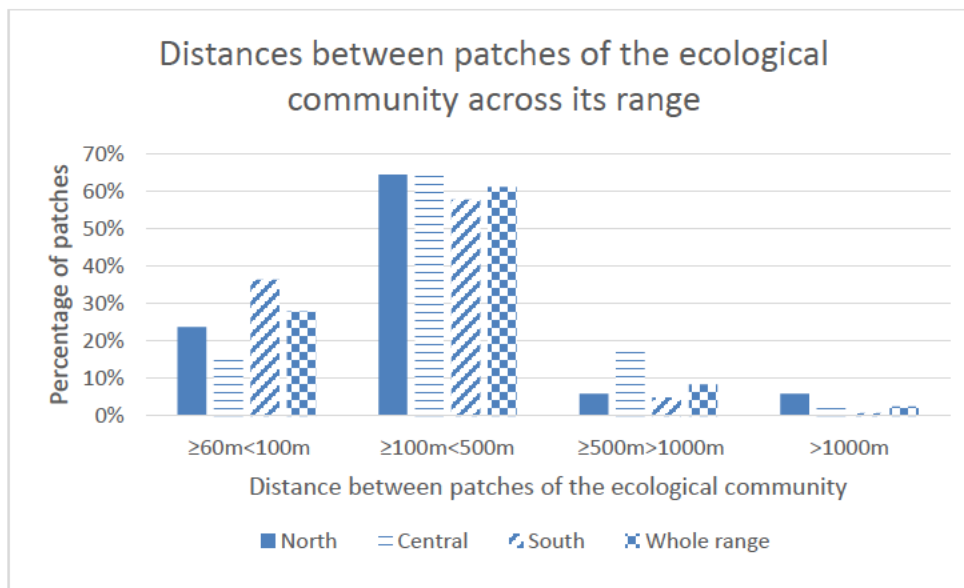 Distances between patches of the ecological
community across its range
Percentage of patches
70%
60%
50%
40%
30%
20%
10%
0%
≥60m<100m ≥100m<500m ≥500m>1000m >1000m
Distance between patches of the ecological community
North Central South Whole range